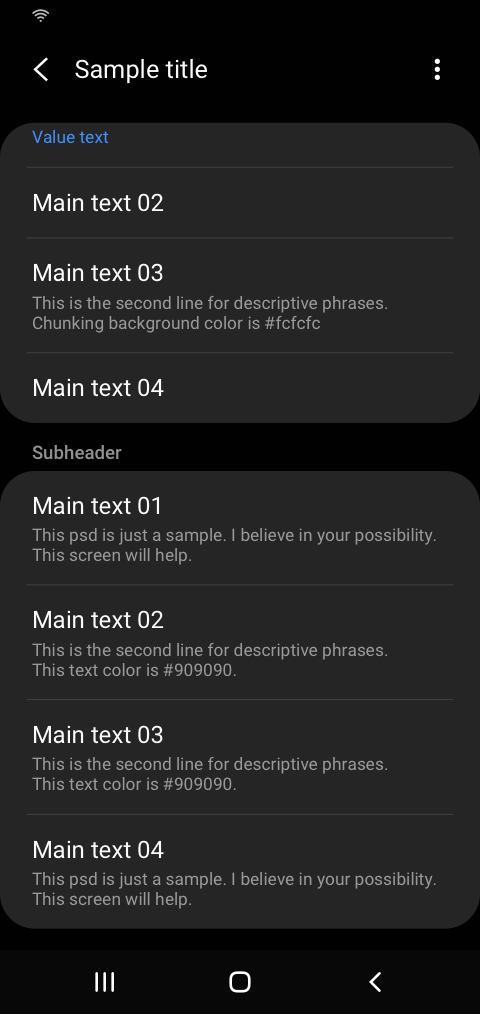 Sample title
Value text
Main text 02
Main text 03
This is the second line for descriptive phrases.
Chunking background color is #fcfcfc
Main text 04
Subheader
Main text 01
This psd is just a sample. I believe in your possibility.
This screen will help.
Main text 02
This is the second line for descriptive phrases.
This text color is #909090.
Main text 03
This is the second line for descriptive phrases.
This text color is #909090.
Main text 04
This psd is just a sample. I believe in your possibility.
This screen will help.